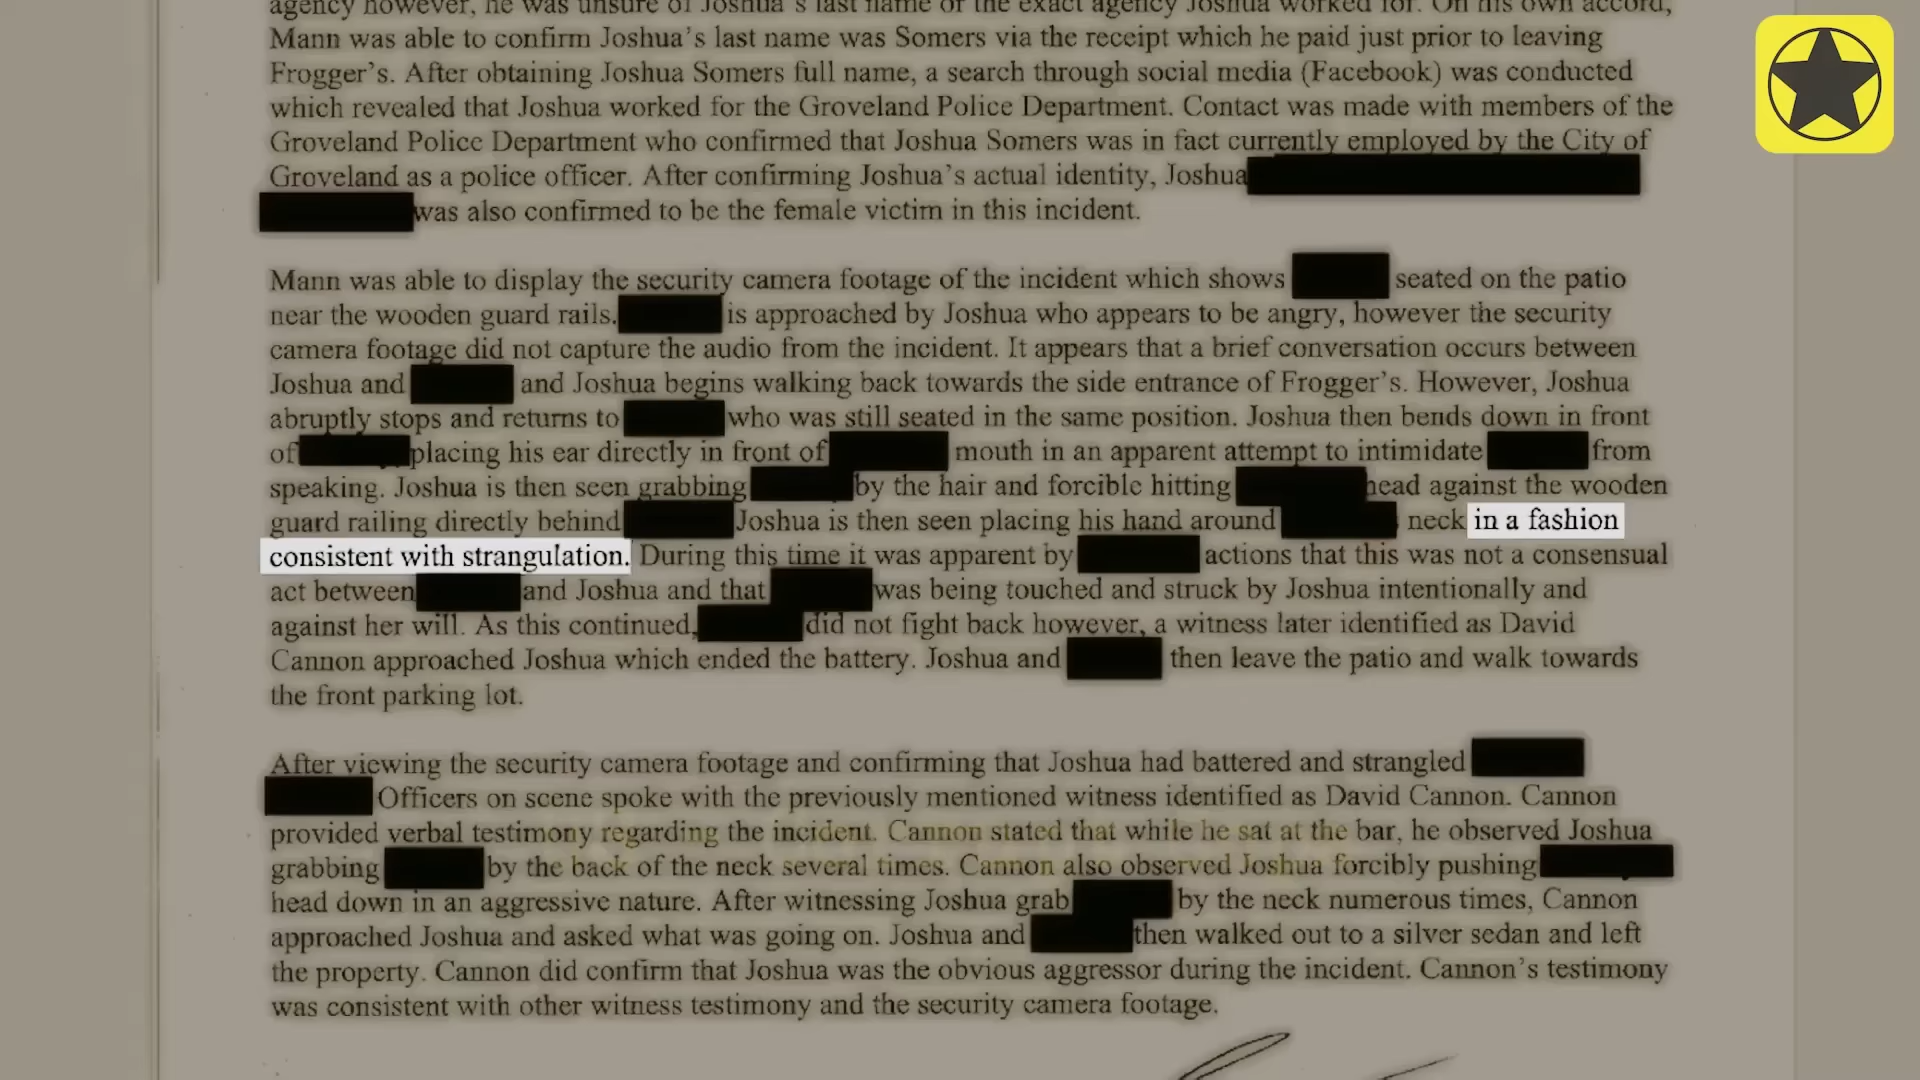 agency however, he was unsure of Joshua's last name or the exact agency Joshua worked for. On his own accord,
Mann was able to confirm Joshua's last name was Somers via the receipt which he paid just prior to leaving
Frogger's. After obtaining Joshua Somers full name, a search through social media (Facebook) was conducted
which revealed that Joshua worked for the Groveland Police Department. Contact was made with members of the
Groveland Police Department who confirmed that Joshua Somers was in fact currently employed by the City of
Groveland as a police officer. After confirming Joshua's actual identity, Joshua
was also confirmed to be the female victim in this incident.
Mann was able to display the security camera footage of the incident which shows seated on the patio
near the wooden guard rails. is approached by Joshua who appears to be angry, however the security
camera footage did not capture the audio from the incident. It appears that a brief conversation occurs between
Joshua and and Joshua begins walking back towards the side entrance of Frogger's. However, Joshua
abruptly stops and returns to who was still seated in the same position. Joshua then bends down in front
of placing his ear directly in front of mouth in an apparent attempt to intimidate from
speaking. Joshua is then seen grabbing by the hair and forcible hitting head against the wooden
guard railing directly behind Joshua is then seen placing his hand around neck in a fashion
consistent with strangulation. During this time it was apparent by actions that this was not a consensual
act between and Joshua and that was being touched and struck by Joshua intentionally and
against her will. As this continued, did not fight back however, a witness later identified as David
Cannon approached Joshua which ended the battery. Joshua and then leave the patio and walk towards
the front parking lot.
After viewing the security camera footage and confirming that Joshua had battered and strangled
Officers on scene spoke with the previously mentioned witness identified as David Cannon. Cannon
provided verbal testimony regarding the incident. Cannon stated that while he sat at the bar, he observed Joshua
grabbing by the back of the neck several times. Cannon also observed Joshua forcibly pushing
head down in an aggressive nature. After witnessing Joshua grab by the neck numerous times, Cannon
approached Joshua and asked what was going on. Joshua and then walked out to a silver sedan and left
the property. Cannon did confirm that Joshua was the obvious aggressor during the incident. Cannon's testimony
was consistent with other witness testimony and the security camera footage.